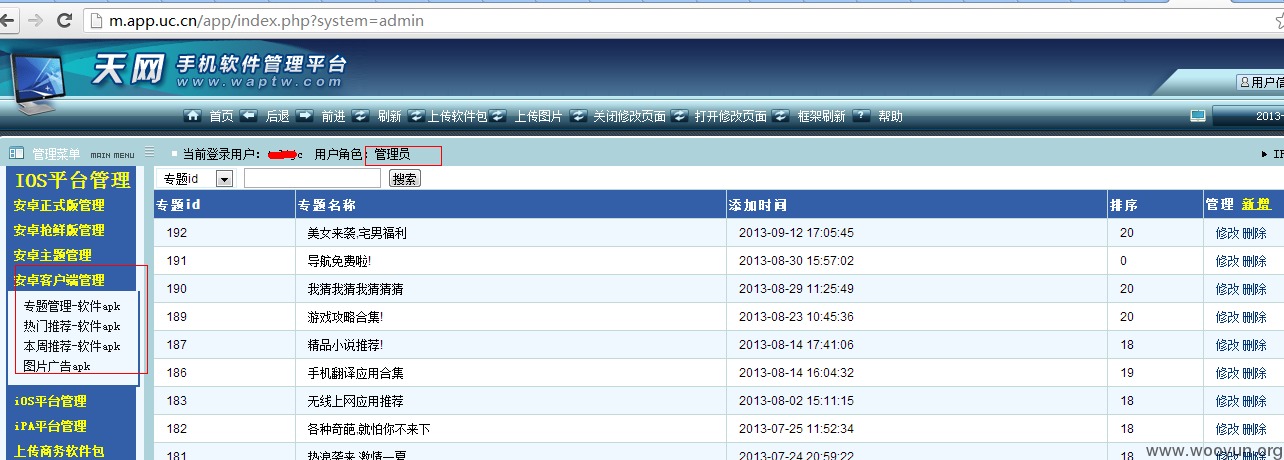 m.app.uc.cn/app/index.php?system=admin
天网 手机软件管理平台
www.waptw.com
用户信
首页 后退 前进 刷新 上传软件包 上传图片 关闭修改页面 打开修改页面 框架刷新 ? 帮助 2013-
管理菜单 MAIN MENU 当前登录用户： 用户角色：管理员
IOS平台管理 专题id 搜索
安卓正式版管理 专题id 专题名称 添加时间 排序 管理 新增
安卓抢鲜版管理 192 美女来袭,宅男福利 2013-09-12 17:05:45 20 修改 删除
安卓主题管理 191 导航免费啦! 2013-08-30 15:57:02 0 修改 删除
安卓客户端管理 190 我猜我猜我猜猜猜 2013-08-29 11:25:49 20 修改 删除
专题管理-软件apk 189 游戏攻略合集! 2013-08-23 10:45:36 20 修改 删除
热门推荐-软件apk
本周推荐-软件apk 187 精品小说推荐! 2013-08-14 17:41:06 18 修改 删除
图片广告apk 186 手机翻译应用合集 2013-08-14 16:04:32 19 修改 删除
iOS平台管理 183 无线上网应用推荐 2013-08-02 15:11:15 18 修改 删除
iPA平台管理 182 各种奇葩,就怕你不来下 2013-07-25 11:52:34 18 修改 删除
上传商务软件包 181 热浪袭来,激情一夏 2013-07-24 20:59:22 18 修改 删除
www.wooyun.org